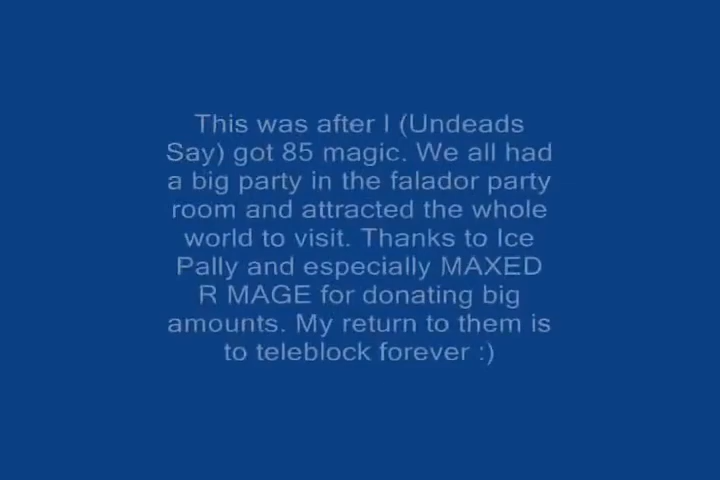 This was after I (Undeads
Say) got 85 magic. We all had
a big party in the falador party
room and attracted the whole
world to visit. Thanks to Ice
Pally and especially MAXED
R MAGE for donating big
amounts. My return to them is
to teleblock forever :)